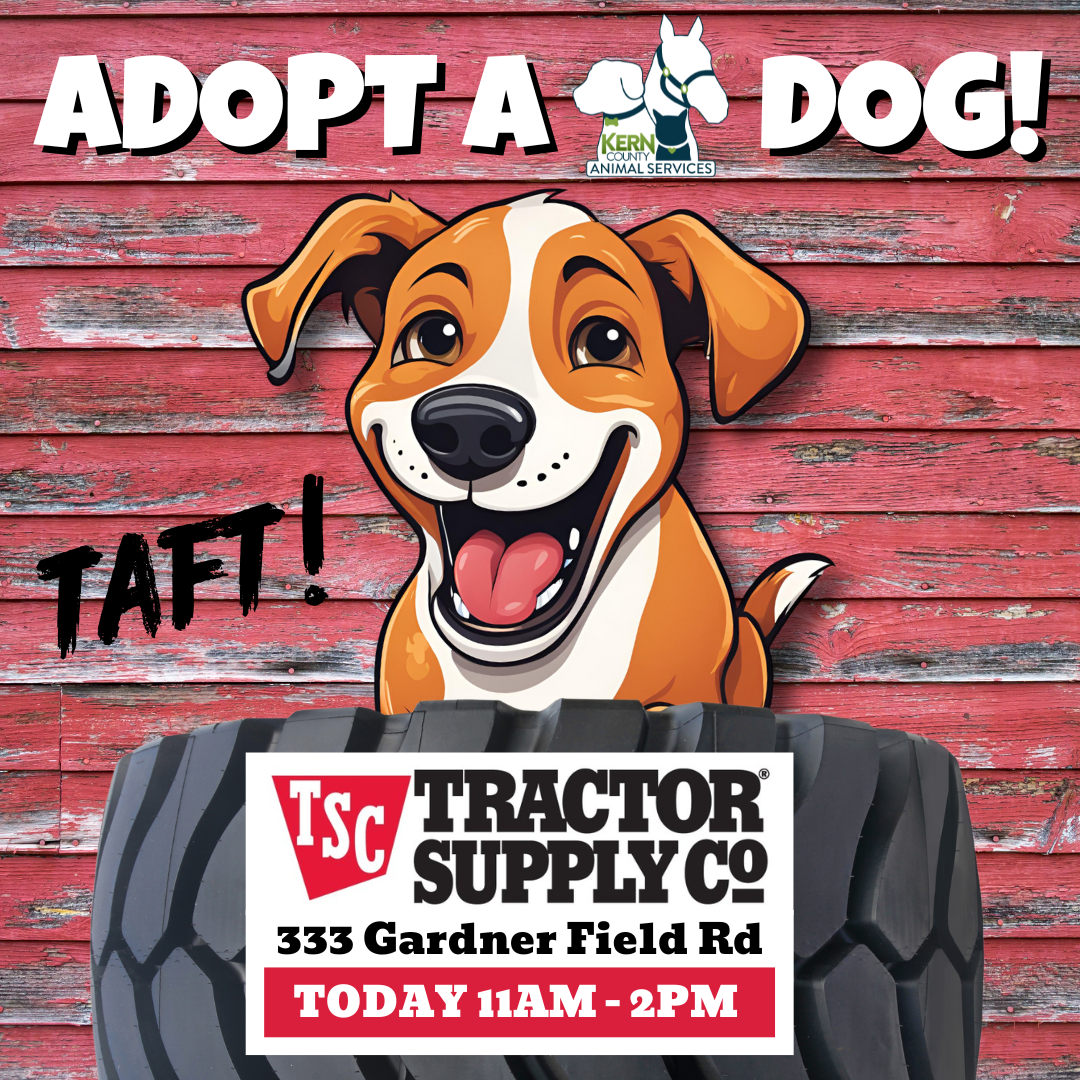 ADOPT A DOG!
KERN
COUNTY
ANIMAL SERVICES
TAFT!
TSC
TRACTOR
SUPPLY Co
®
333 Gardner Field Rd
TODAY 11AM - 2PM